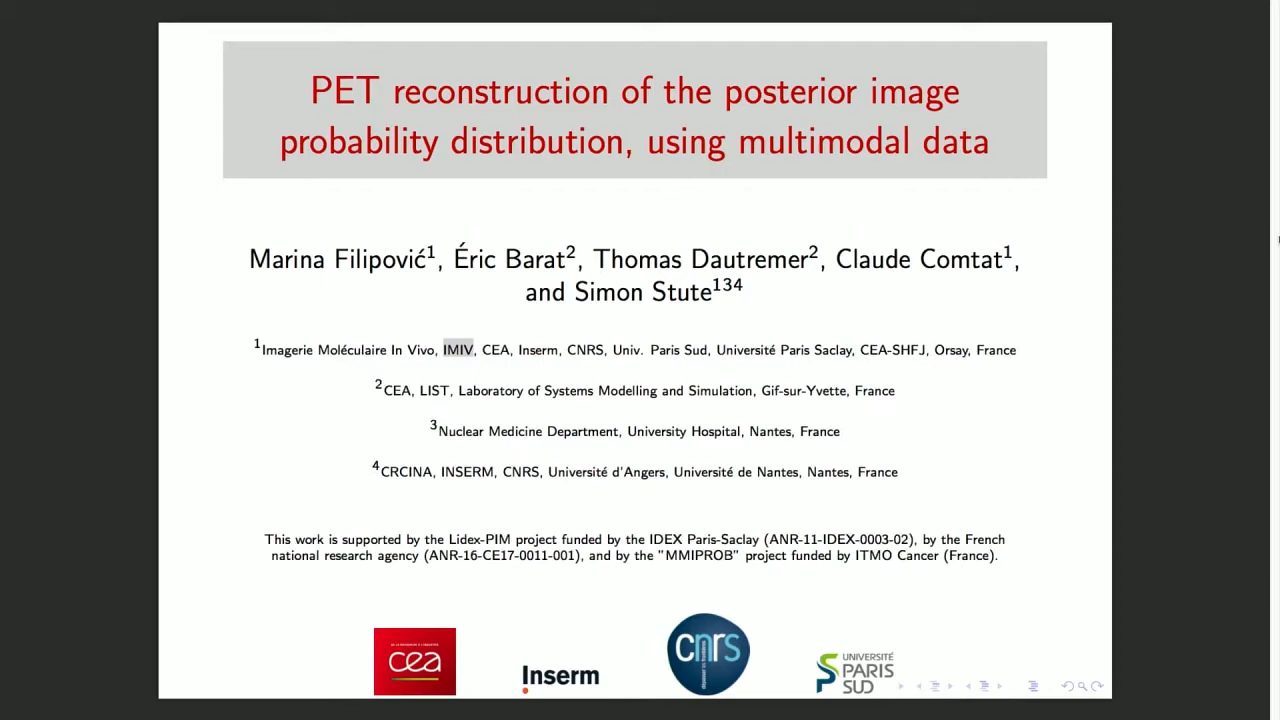 PET reconstruction of the posterior image
probability distribution, using multimodal data
Marina Filipović¹, Éric Barat², Thomas Dautremer², Claude Comtat¹,
and Simon Stute¹³⁴
¹Imagerie Moléculaire In Vivo, IMIV, CEA, Inserm, CNRS, Univ. Paris Sud, Université Paris Saclay, CEA-SHFJ, Orsay, France
²CEA, LIST, Laboratory of Systems Modelling and Simulation, Gif-sur-Yvette, France
³Nuclear Medicine Department, University Hospital, Nantes, France
⁴CRCINA, INSERM, CNRS, Université d'Angers, Université de Nantes, Nantes, France
This work is supported by the Lidex-PIM project funded by the IDEX Paris-Saclay (ANR-11-IDEX-0003-02), by the French
national research agency (ANR-16-CE17-0011-001), and by the "MMIPROB" project funded by ITMO Cancer (France).
cea
Inserm
cnrs
UNIVERSITÉ
PARIS
SUD